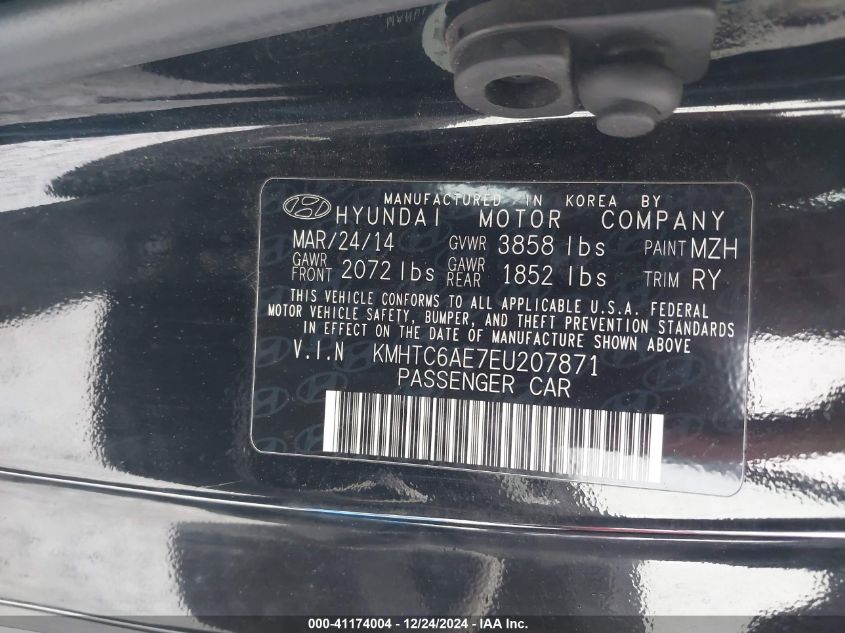 MANUFACTURED IN KOREA BY
HYUNDAI MOTOR COMPANY
MAR/24/14 GVWR 3858 lbs PAINT MZH
GAWR FRONT 2072 lbs GAWR REAR 1852 lbs TRIM RY
THIS VEHICLE CONFORMS TO ALL APPLICABLE U.S.A. FEDERAL
MOTOR VEHICLE SAFETY, BUMPER, AND THEFT PREVENTION STANDARDS
IN EFFECT ON THE DATE OF MANUFACTURE SHOWN ABOVE
V.I.N KMHTC6AE7EU207871
PASSENGER CAR
000-41174004 - 12/24/2024 - IAA Inc.